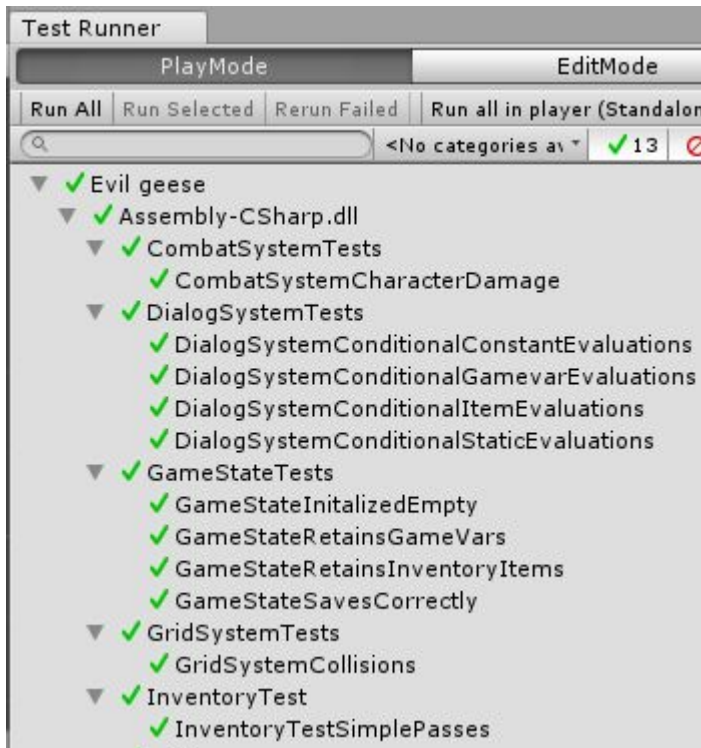 Test Runner
PlayMode EditMode
Run All Run Selected Rerun Failed Run all in player (Standalon
<No categories av 13
Evil geese
Assembly-CSharp.dll
CombatSystemTests
CombatSystemCharacterDamage
DialogSystemTests
DialogSystemConditionalConstantEvaluations
DialogSystemConditionalGamevarEvaluations
DialogSystemConditionalItemEvaluations
DialogSystemConditionalStaticEvaluations
GameStateTests
GameStateInitalizedEmpty
GameStateRetainsGameVars
GameStateRetainsInventoryItems
GameStateSavesCorrectly
GridSystemTests
GridSystemCollisions
InventoryTest
InventoryTestSimplePasses